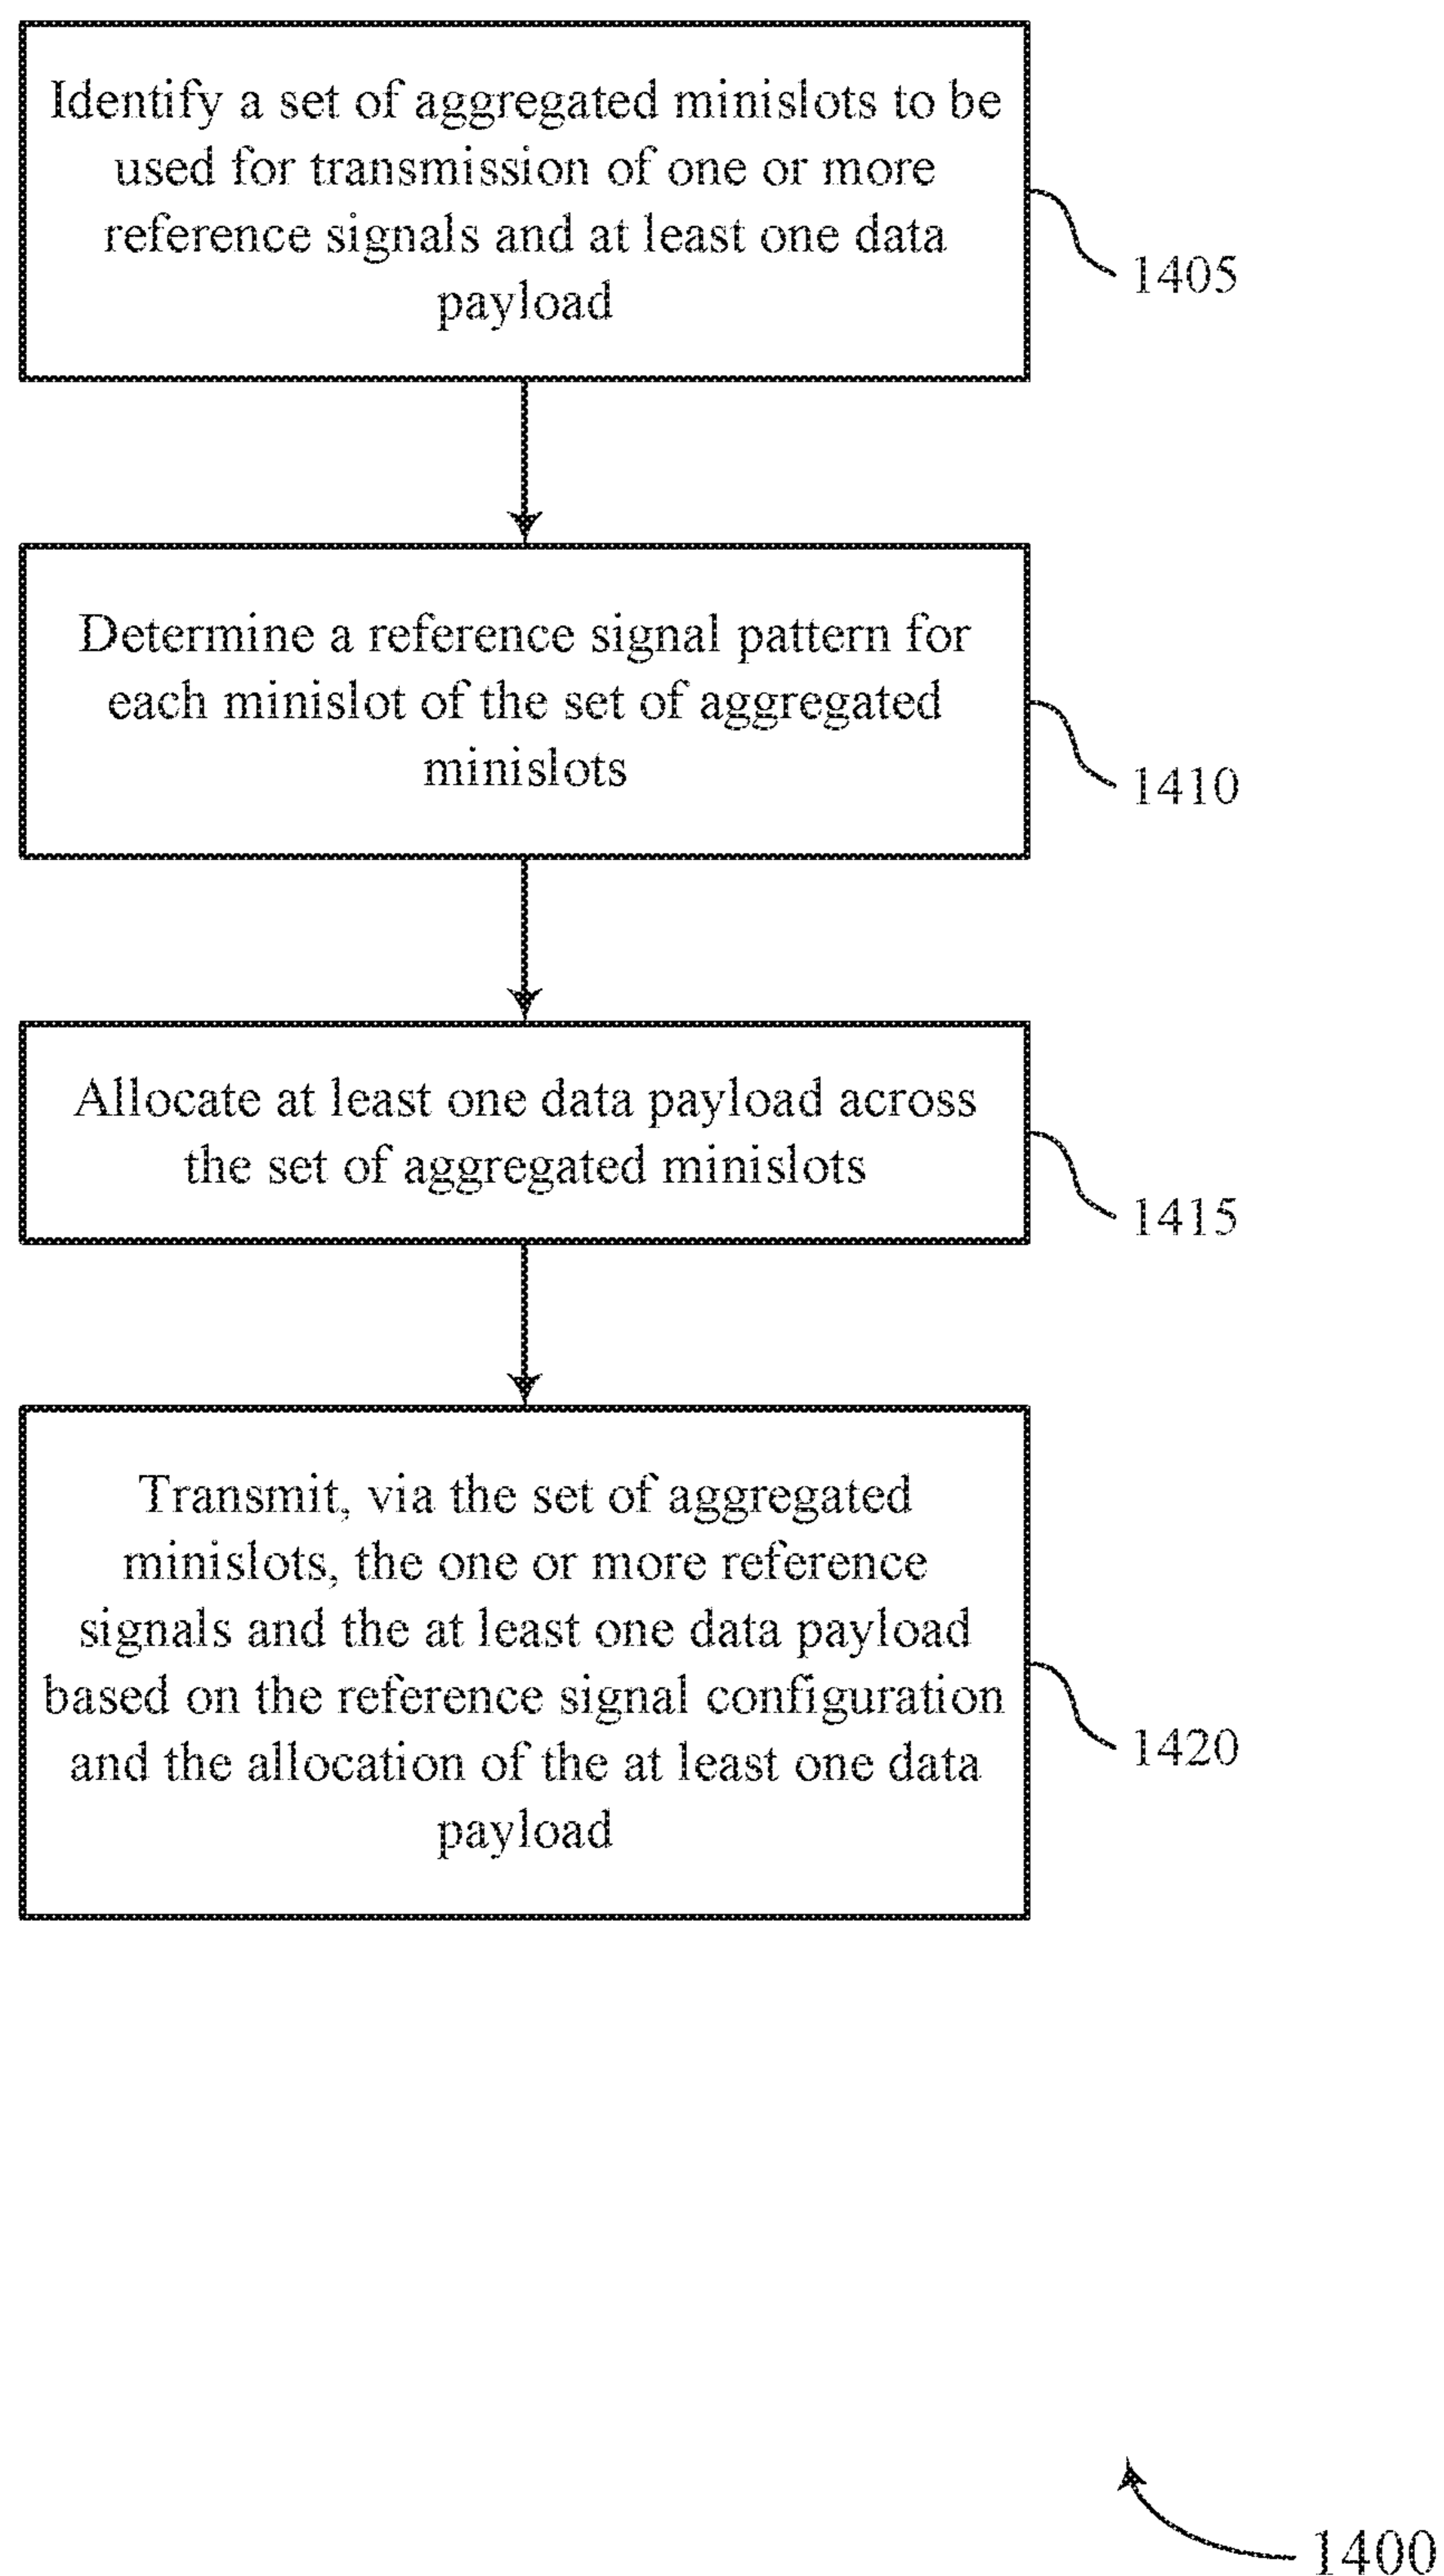 Identify a set of aggregated minislots to be
used for transmission of one or more
reference signals and at least one data
payload
1405
Determine a reference signal pattern for
each minislot of the set of aggregated
minislots
1410
Allocate at least one data payload across
the set of aggregated minislots
1415
Transmit, via the set of aggregated
minislots, the one or more reference
signals and the at least one data payload
based on the reference signal configuration
and the allocation of the at least one data
payload
1420
1400